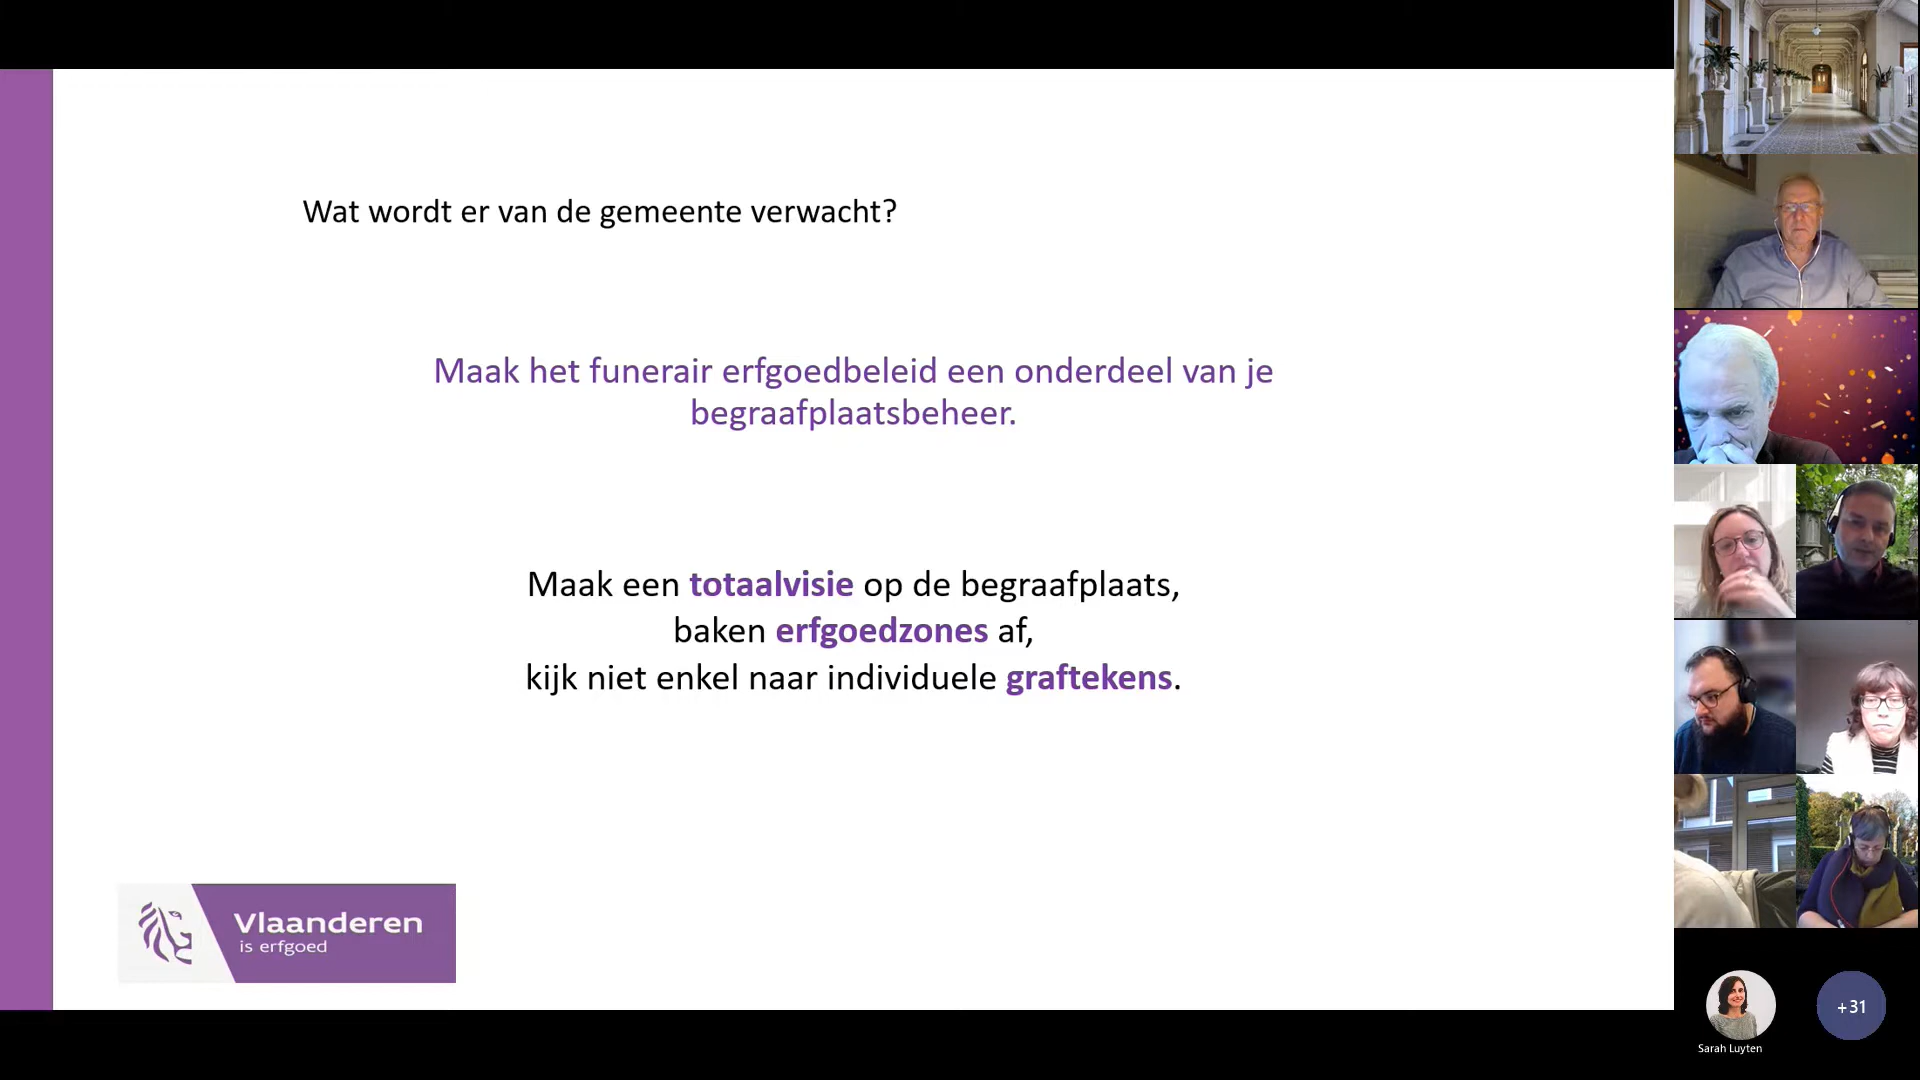 Wat wordt er van de gemeente verwacht?
Maak het funerair erfgoedbeleid een onderdeel van je
begraafplaatsbeheer.
Maak een totaalvisie op de begraafplaats,
baken erfgoedzones af,
kijk niet enkel naar individuele graftekens.
Vlaanderen
is erfgoed
Sarah Luyten
+31